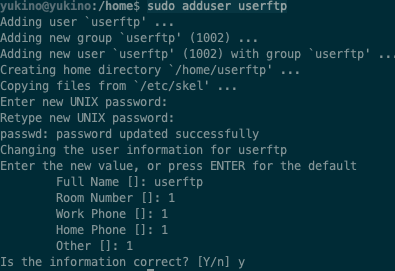 yukino@yukino:/home$ sudo adduser userftp
Adding user `userftp' ...
Adding new group `userftp' (1002) ...
Adding new user `userftp' (1002) with group `userftp' ...
Creating home directory `/home/userftp' ...
Copying files from `/etc/skel' ...
Enter new UNIX password:
Retype new UNIX password:
passwd: password updated successfully
Changing the user information for userftp
Enter the new value, or press ENTER for the default
Full Name []: userftp
Room Number []: 1
Work Phone []: 1
Home Phone []: 1
Other []: 1
Is the information correct? [Y/n] y